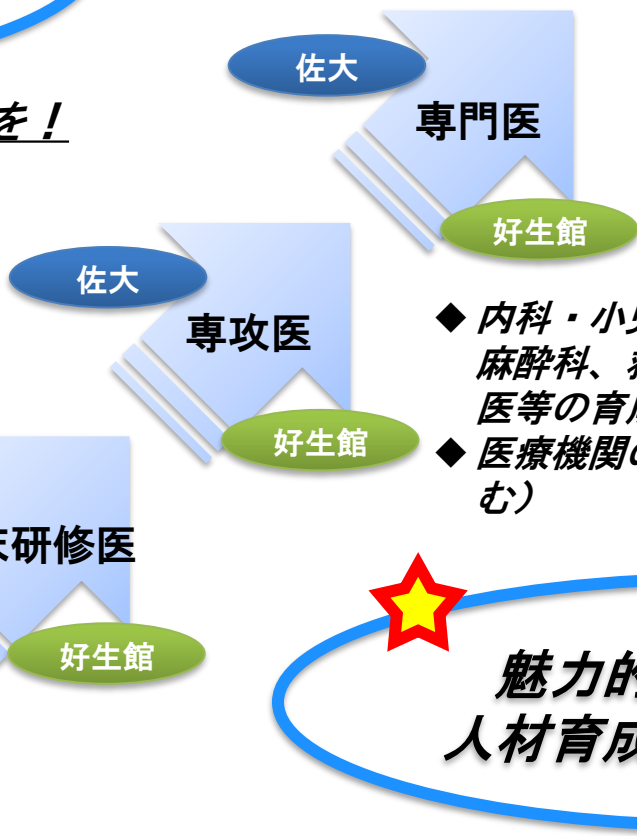 佐大
を！
専門医
好生館
佐大
専攻医
◆ 内科・小
麻酔科、
医等の育
好生館
◆ 医療機関
む）
研修医
好生館
魅力的
人材育成